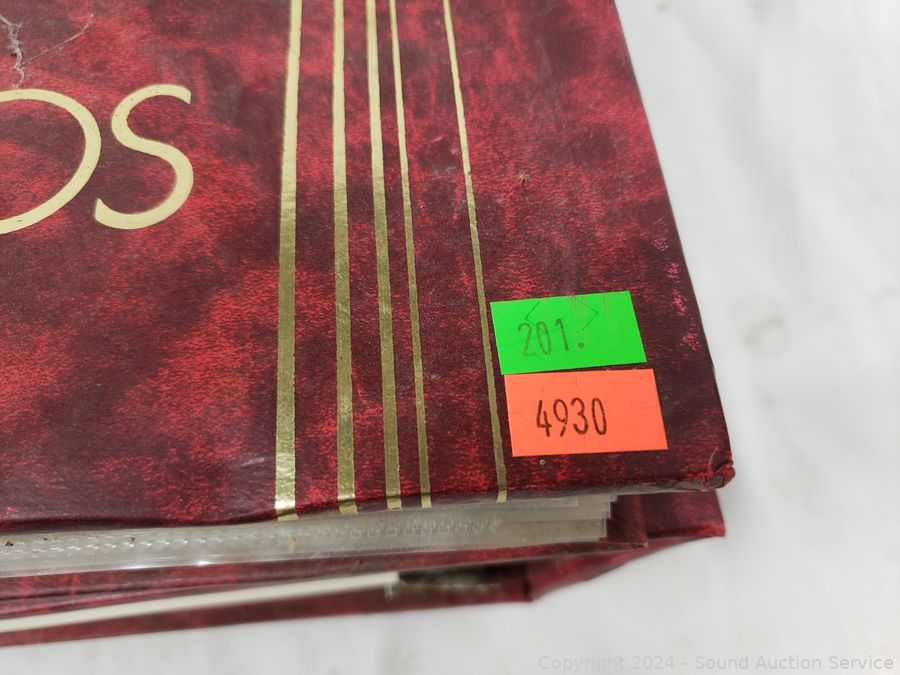 OS
201.
4930
Copyright © 2024 - Sound Auction Service